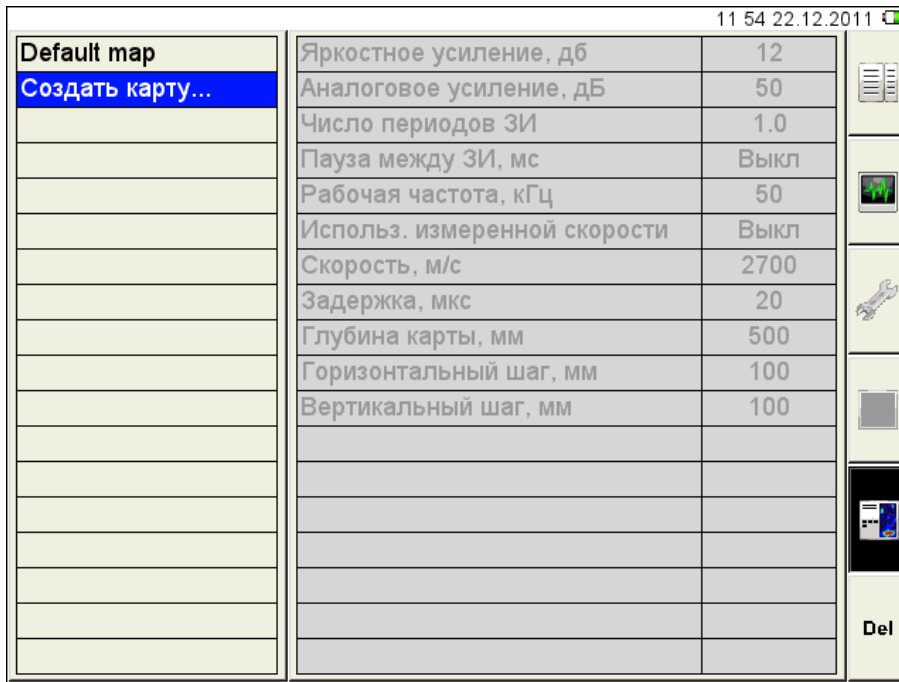 11 54 22.12.2011
Default map
Создать карту...
Яркостное усиление, дб 12
Аналоговое усиление, дБ 50
Число периодов ЗИ 1.0
Пауза между ЗИ, мс Выкл
Рабочая частота, кГц 50
Использ. измеренной скорости Выкл
Скорость, м/с 2700
Задержка, мкс 20
Глубина карты, мм 500
Горизонтальный шаг, мм 100
Вертикальный шаг, мм 100
Del